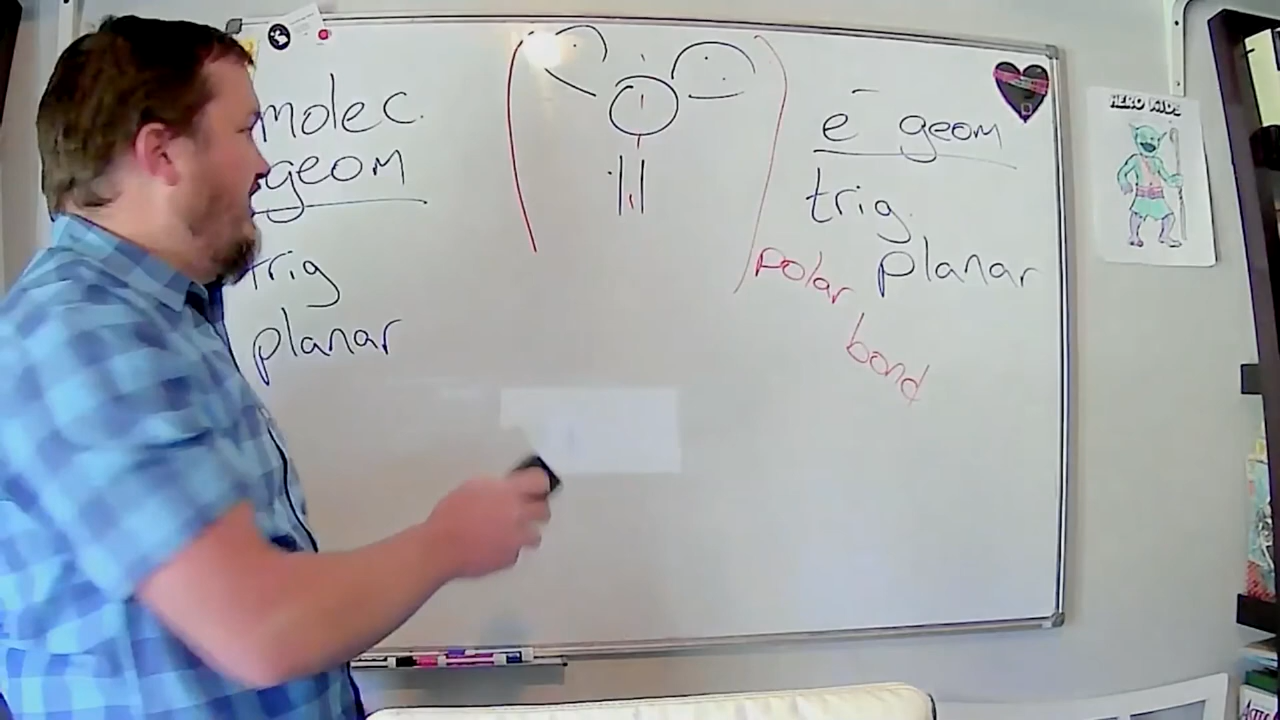 molec.
geom
trig
planar
e⁻ geom
trig.
planar
polar
bond
HERO KIDS